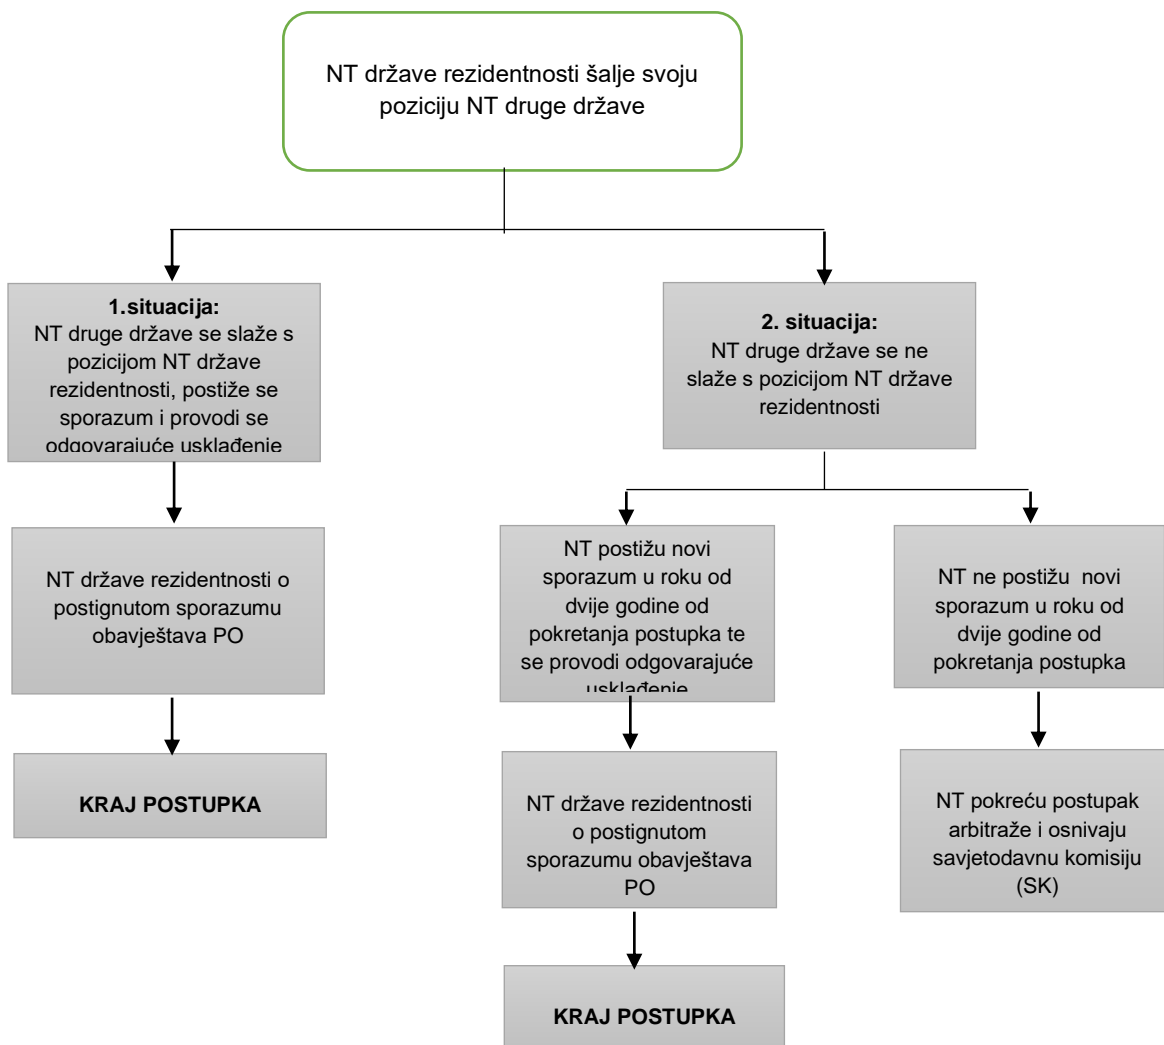 NT države rezidentnosti šalje svoju
poziciju NT druge države
1.situacija:
NT druge države se slaže s
pozicijom NT države
rezidentnosti, postiže se
sporazum i provodi se
odgovarajuće usklađenje
2. situacija:
NT druge države se ne
slaže s pozicijom NT države
rezidentnosti
NT države rezidentnosti o
postignutom sporazumu
obavještava PO
NT postižu novi
sporazum u roku od
dvije godine od
pokretanja postupka te
se provodi odgovarajuće
usklađenje
NT ne postižu novi
sporazum u roku od
dvije godine od
pokretanja postupka
KRAJ POSTUPKA
NT države rezidentnosti
o postignutom
sporazumu obavještava
PO
NT pokreću postupak
arbitraže i osnivaju
savjetodavnu komisiju
(SK)
KRAJ POSTUPKA